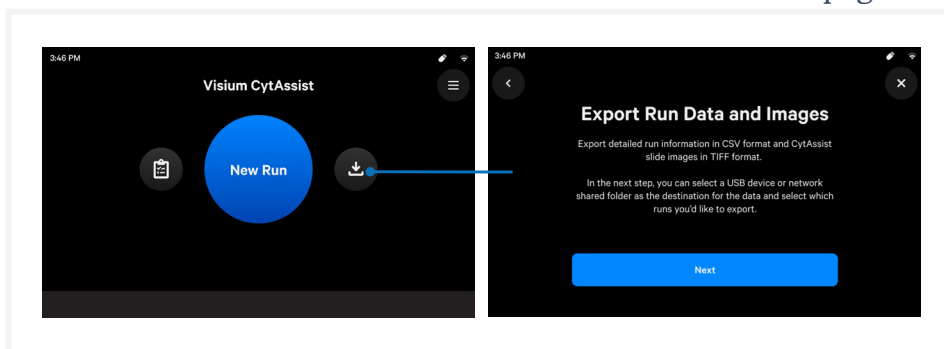 3:46 PM
Visium CytAssist
New Run
3:46 PM
Export Run Data and Images
Export detailed run information in CSV format and CytAssist
slide images in TIFF format.
In the next step, you can select a USB device or network
shared folder as the destination for the data and select which
runs you'd like to export.
Next